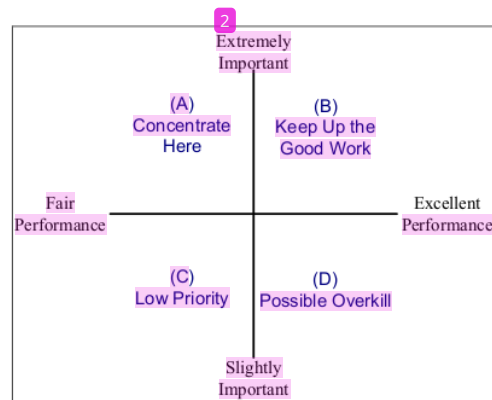 2
Extremely
Important
(A)
Concentrate
Here
(B)
Keep Up the
Good Work
Fair
Performance
Excellent
Performance
(C)
Low Priority
(D)
Possible Overkill
Slightly
Important